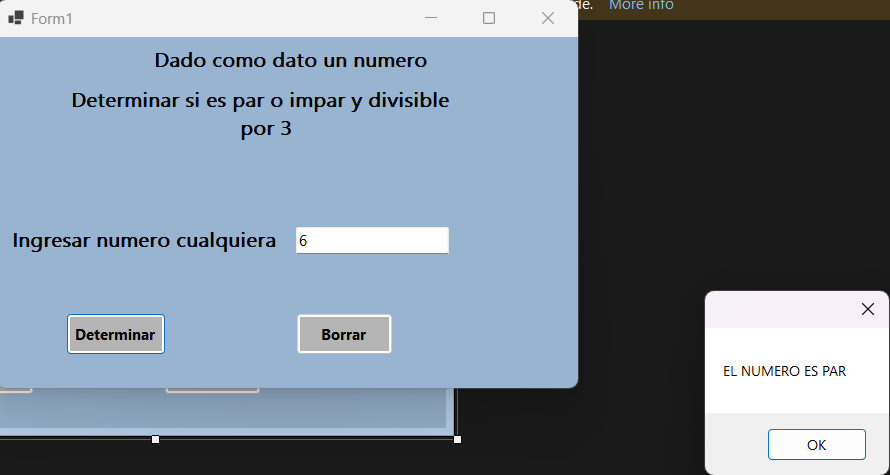 de. More info
Form1
Dado como dato un numero
Determinar si es par o impar y divisible
por 3
Ingresar numero cualquiera
6
Determinar
Borrar
EL NUMERO ES PAR
OK